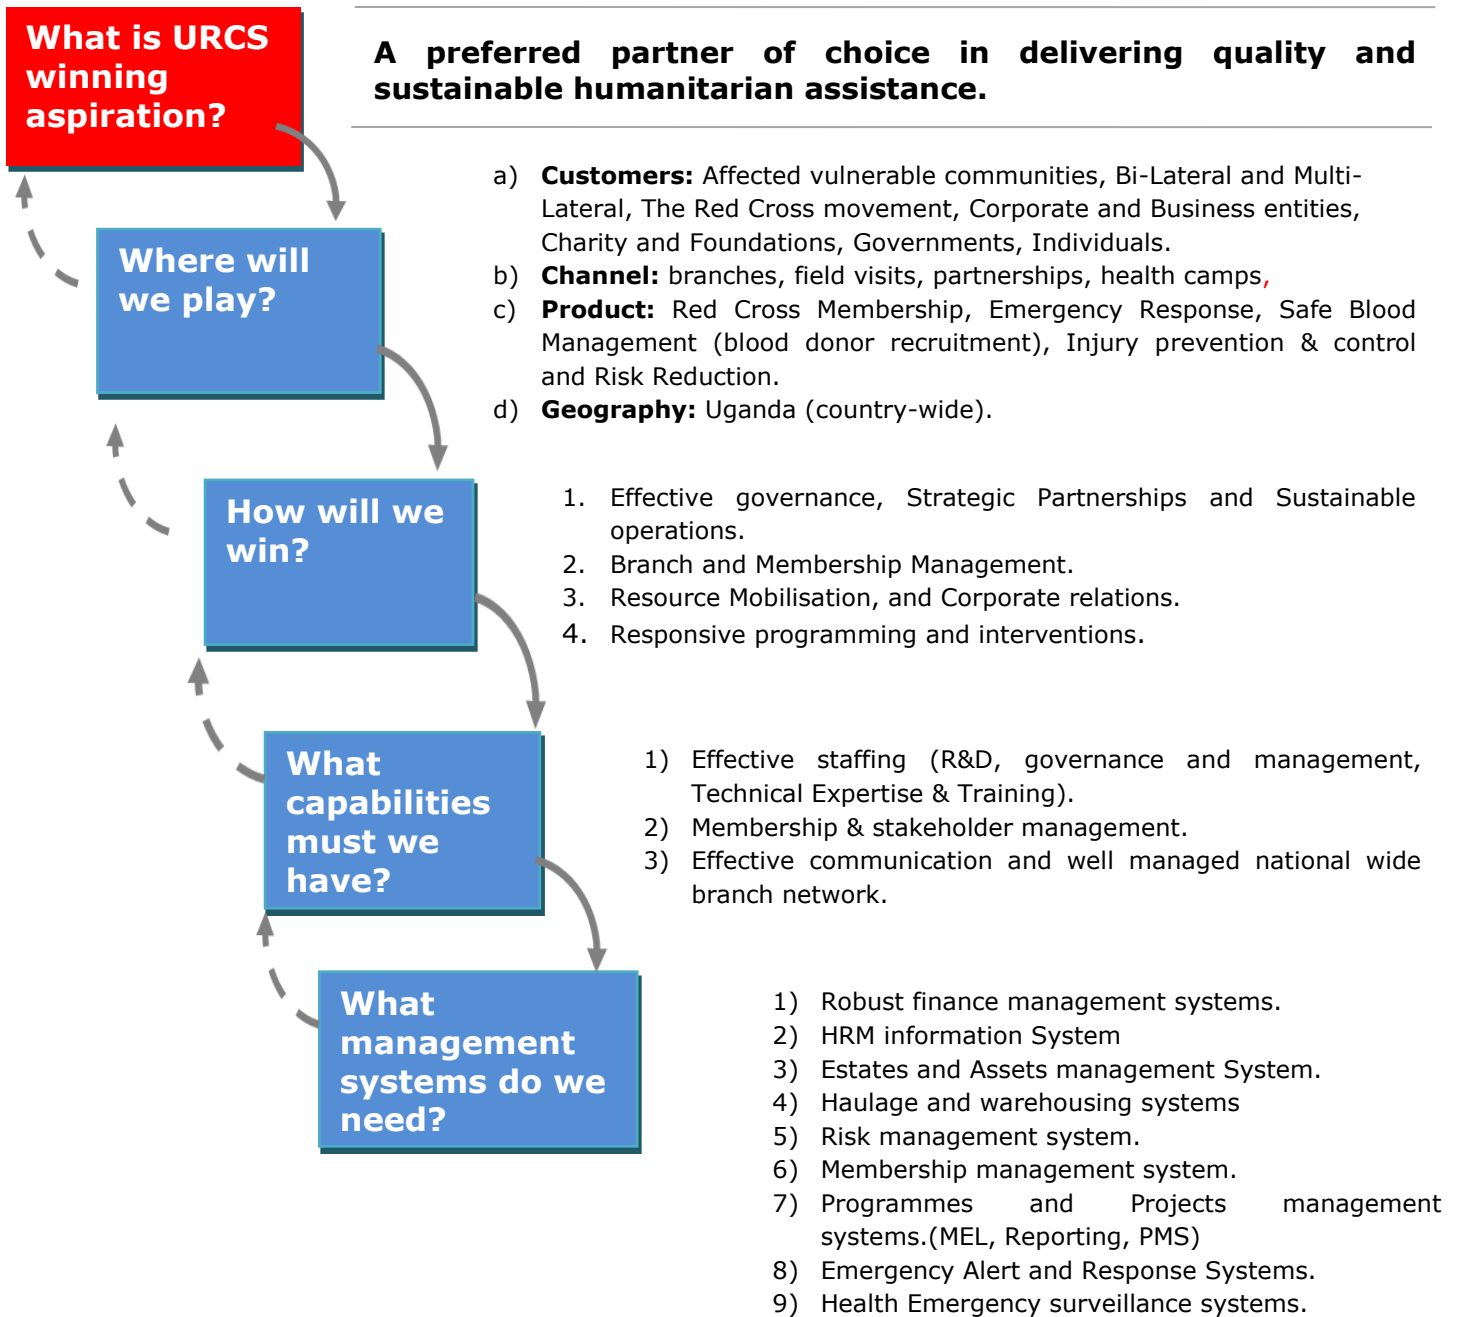 What is URCS
winning
aspiration?
A preferred partner of choice in delivering quality and
sustainable humanitarian assistance.
Where will
we play?
a) Customers: Affected vulnerable communities, Bi-Lateral and Multi-
Lateral, The Red Cross movement, Corporate and Business entities,
Charity and Foundations, Governments, Individuals.
b) Channel: branches, field visits, partnerships, health camps,
c) Product: Red Cross Membership, Emergency Response, Safe Blood
Management (blood donor recruitment), Injury prevention & control
and Risk Reduction.
d) Geography: Uganda (country-wide).
How will we
win?
1. Effective governance, Strategic Partnerships and Sustainable
operations.
2. Branch and Membership Management.
3. Resource Mobilisation, and Corporate relations.
4. Responsive programming and interventions.
What
capabilities
must we
have?
1) Effective staffing (R&D, governance and management,
Technical Expertise & Training).
2) Membership & stakeholder management.
3) Effective communication and well managed national wide
branch network.
What
management
systems do we
need?
1) Robust finance management systems.
2) HRM information System
3) Estates and Assets management System.
4) Haulage and warehousing systems
5) Risk management system.
6) Membership management system.
7) Programmes and Projects management
systems.(MEL, Reporting, PMS)
8) Emergency Alert and Response Systems.
9) Health Emergency surveillance systems.